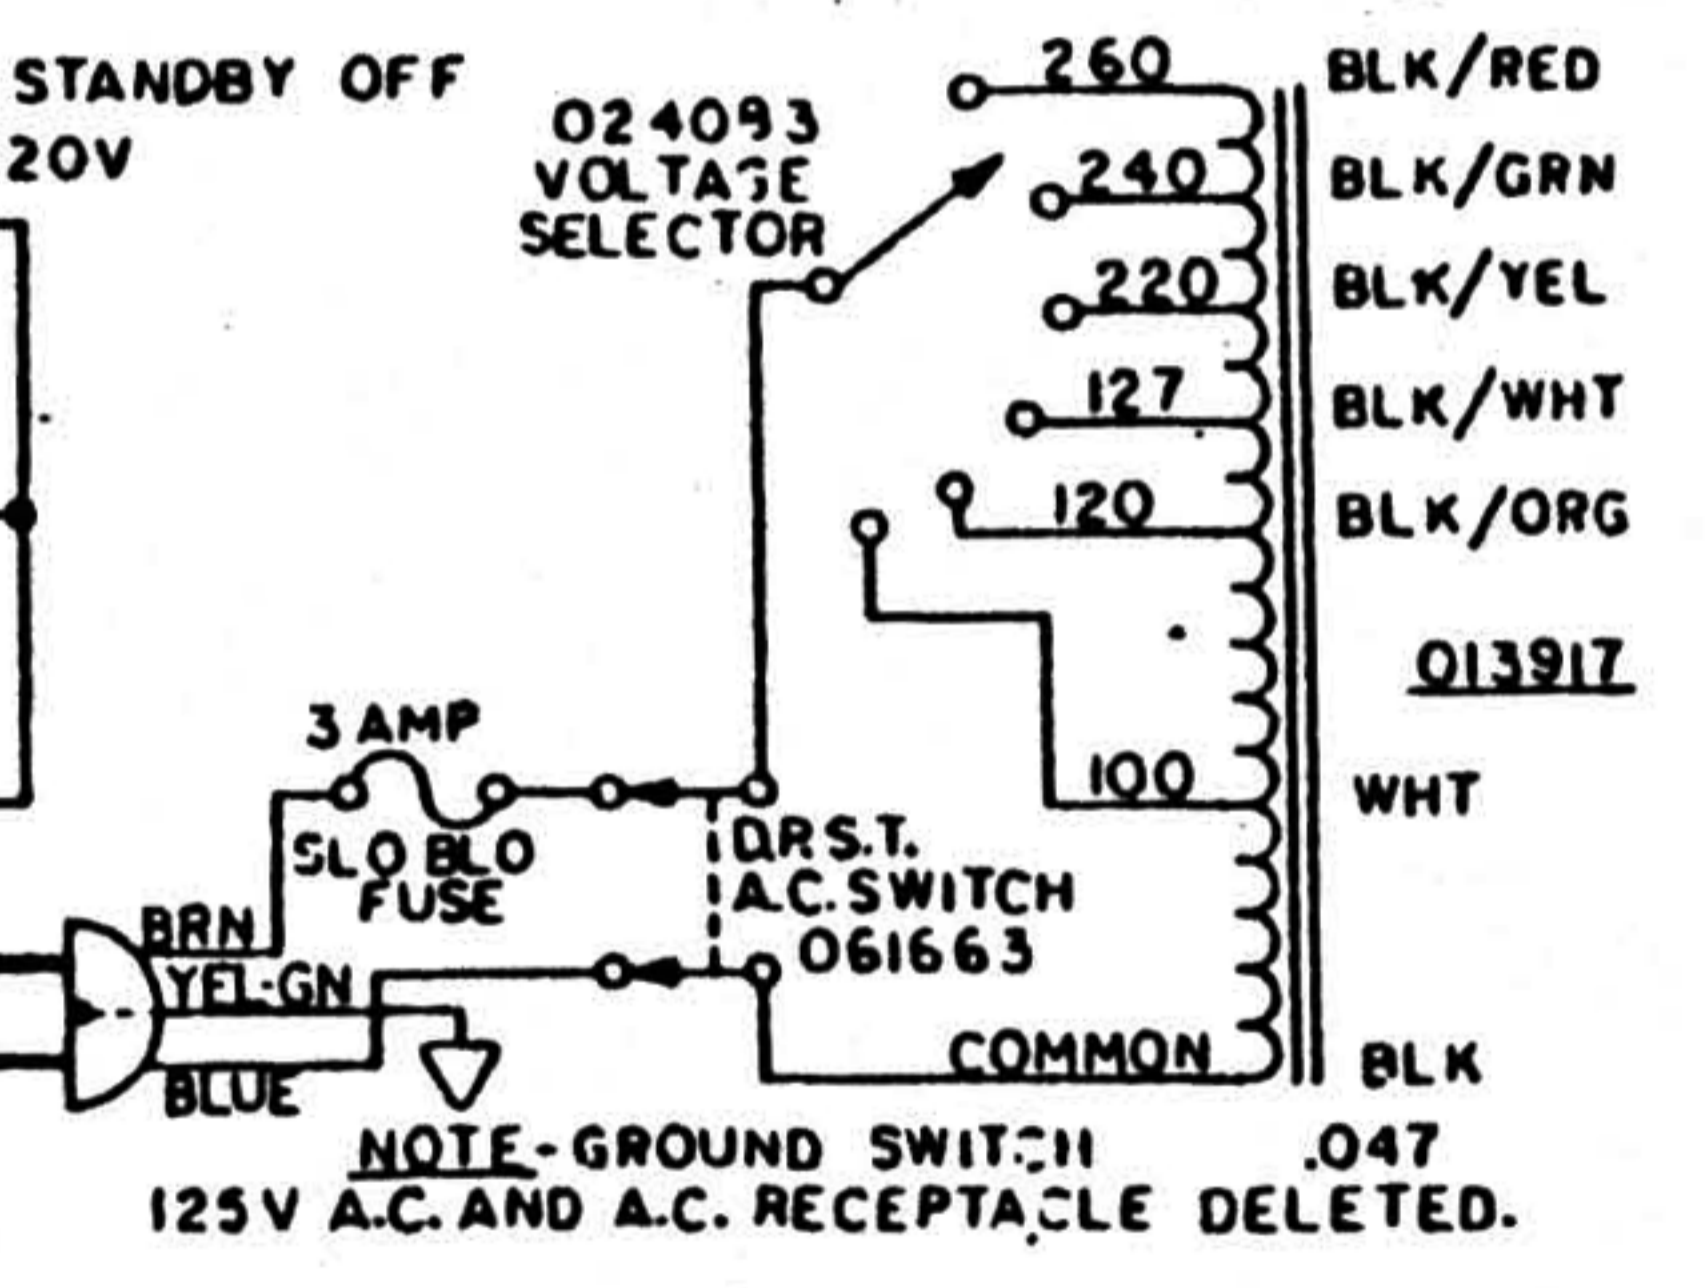 STANDBY OFF
20V
024093
VOLTAGE
SELECTOR
260
BLK/RED
240
BLK/GRN
220
BLK/YEL
127
BLK/WHT
120
BLK/ORG
013917
100
WHT
3 AMP
SLO BLO
FUSE
D.P.S.T.
A.C. SWITCH
061663
BRN
YEL-GN
BLUE
COMMON
BLK
NOTE-GROUND SWITCH .047
125V A.C. AND A.C. RECEPTACLE DELETED.